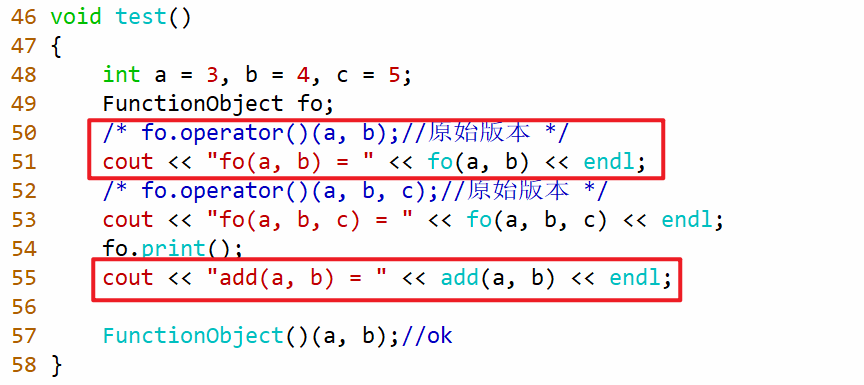 46 void test()
47 {
48     int a = 3, b = 4, c = 5;
49     FunctionObject fo;
50     /* fo.operator()(a, b);//原始版本 */
51     cout << "fo(a, b) = " << fo(a, b) << endl;
52     /* fo.operator()(a, b, c);//原始版本 */
53     cout << "fo(a, b, c) = " << fo(a, b, c) << endl;
54     fo.print();
55     cout << "add(a, b) = " << add(a, b) << endl;
56
57     FunctionObject()(a, b);//ok
58 }